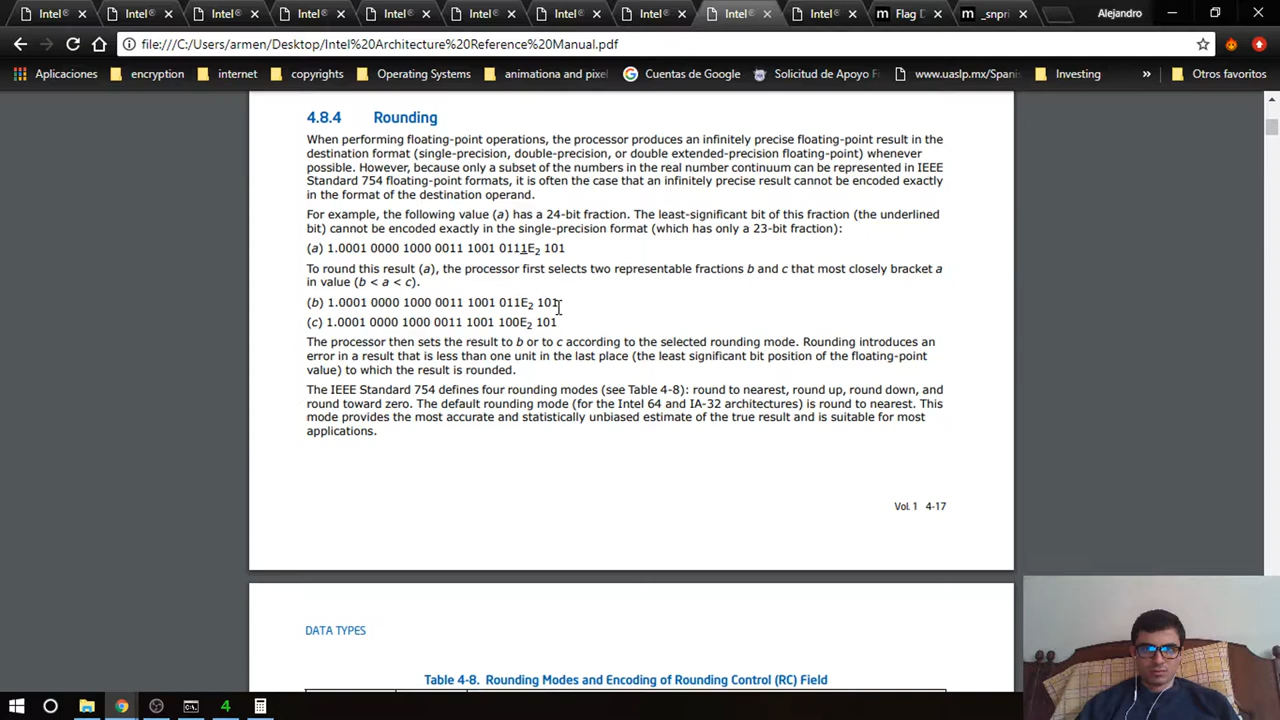 Intel® Intel® Intel® Intel® Intel® Intel® Intel® Intel® Intel® Intel® Flag D _snpri Alejandro
file:///C:/Users/armen/Desktop/Intel%20Architecture%20Reference%20Manual.pdf
Aplicaciones encryption internet copyrights Operating Systems animationa and pixel Cuentas de Google Solicitud de Apoyo Fi www.uaslp.mx/Spani Investing » Otros favoritos
4.8.4 Rounding
When performing floating-point operations, the processor produces an infinitely precise floating-point result in the
destination format (single-precision, double-precision, or double extended-precision floating-point) whenever
possible. However, because only a subset of the numbers in the real number continuum can be represented in IEEE
Standard 754 floating-point formats, it is often the case that an infinitely precise result cannot be encoded exactly
in the format of the destination operand.
For example, the following value (a) has a 24-bit fraction. The least-significant bit of this fraction (the underlined
bit) cannot be encoded exactly in the single-precision format (which has only a 23-bit fraction):
(a) 1.0001 0000 1000 0011 1001 0111E2 101
To round this result (a), the processor first selects two representable fractions b and c that most closely bracket a
in value (b < a < c).
(b) 1.0001 0000 1000 0011 1001 011E2 101
(c) 1.0001 0000 1000 0011 1001 100E2 101
The processor then sets the result to b or to c according to the selected rounding mode. Rounding introduces an
error in a result that is less than one unit in the last place (the least significant bit position of the floating-point
value) to which the result is rounded.
The IEEE Standard 754 defines four rounding modes (see Table 4-8): round to nearest, round up, round down, and
round toward zero. The default rounding mode (for the Intel 64 and IA-32 architectures) is round to nearest. This
mode provides the most accurate and statistically unbiased estimate of the true result and is suitable for most
applications.
Vol. 1 4-17
DATA TYPES
Table 4-8. Rounding Modes and Encoding of Rounding Control (RC) Field